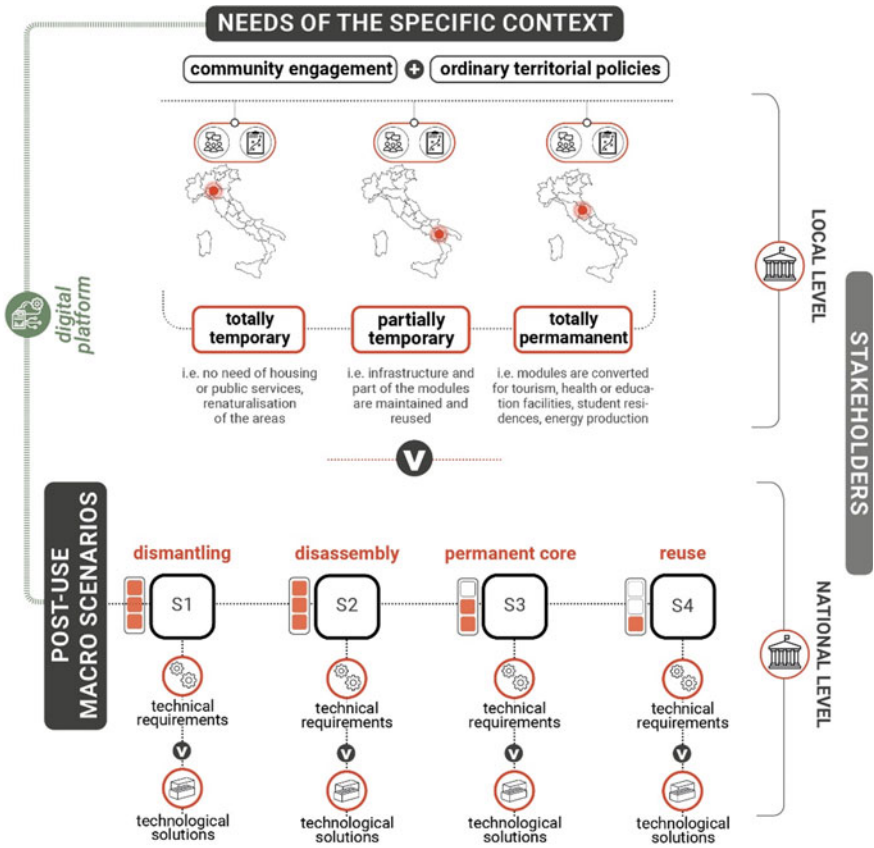 NEEDS OF THE SPECIFIC CONTEXT
community engagement + ordinary territorial policies
totally
temporary
i.e. no need of housing
or public services,
renaturalisation
of the areas
partially
temporary
i.e. infrastructure and
part of the modules
are maintained and
reused
totally
permamanent
i.e. modules are converted
for tourism, health or educa-
tion facilities, student resi-
dences, energy production
LOCAL LEVEL
STAKEHOLDERS
digital
platform
V
POST-USE
MACRO SCENARIOS
dismantling
S1
technical
requirements
V
technological
solutions
disassembly
S2
technical
requirements
V
technological
solutions
permanent core
S3
technical
requirements
V
technological
solutions
reuse
S4
technical
requirements
V
technological
solutions
NATIONAL LEVEL